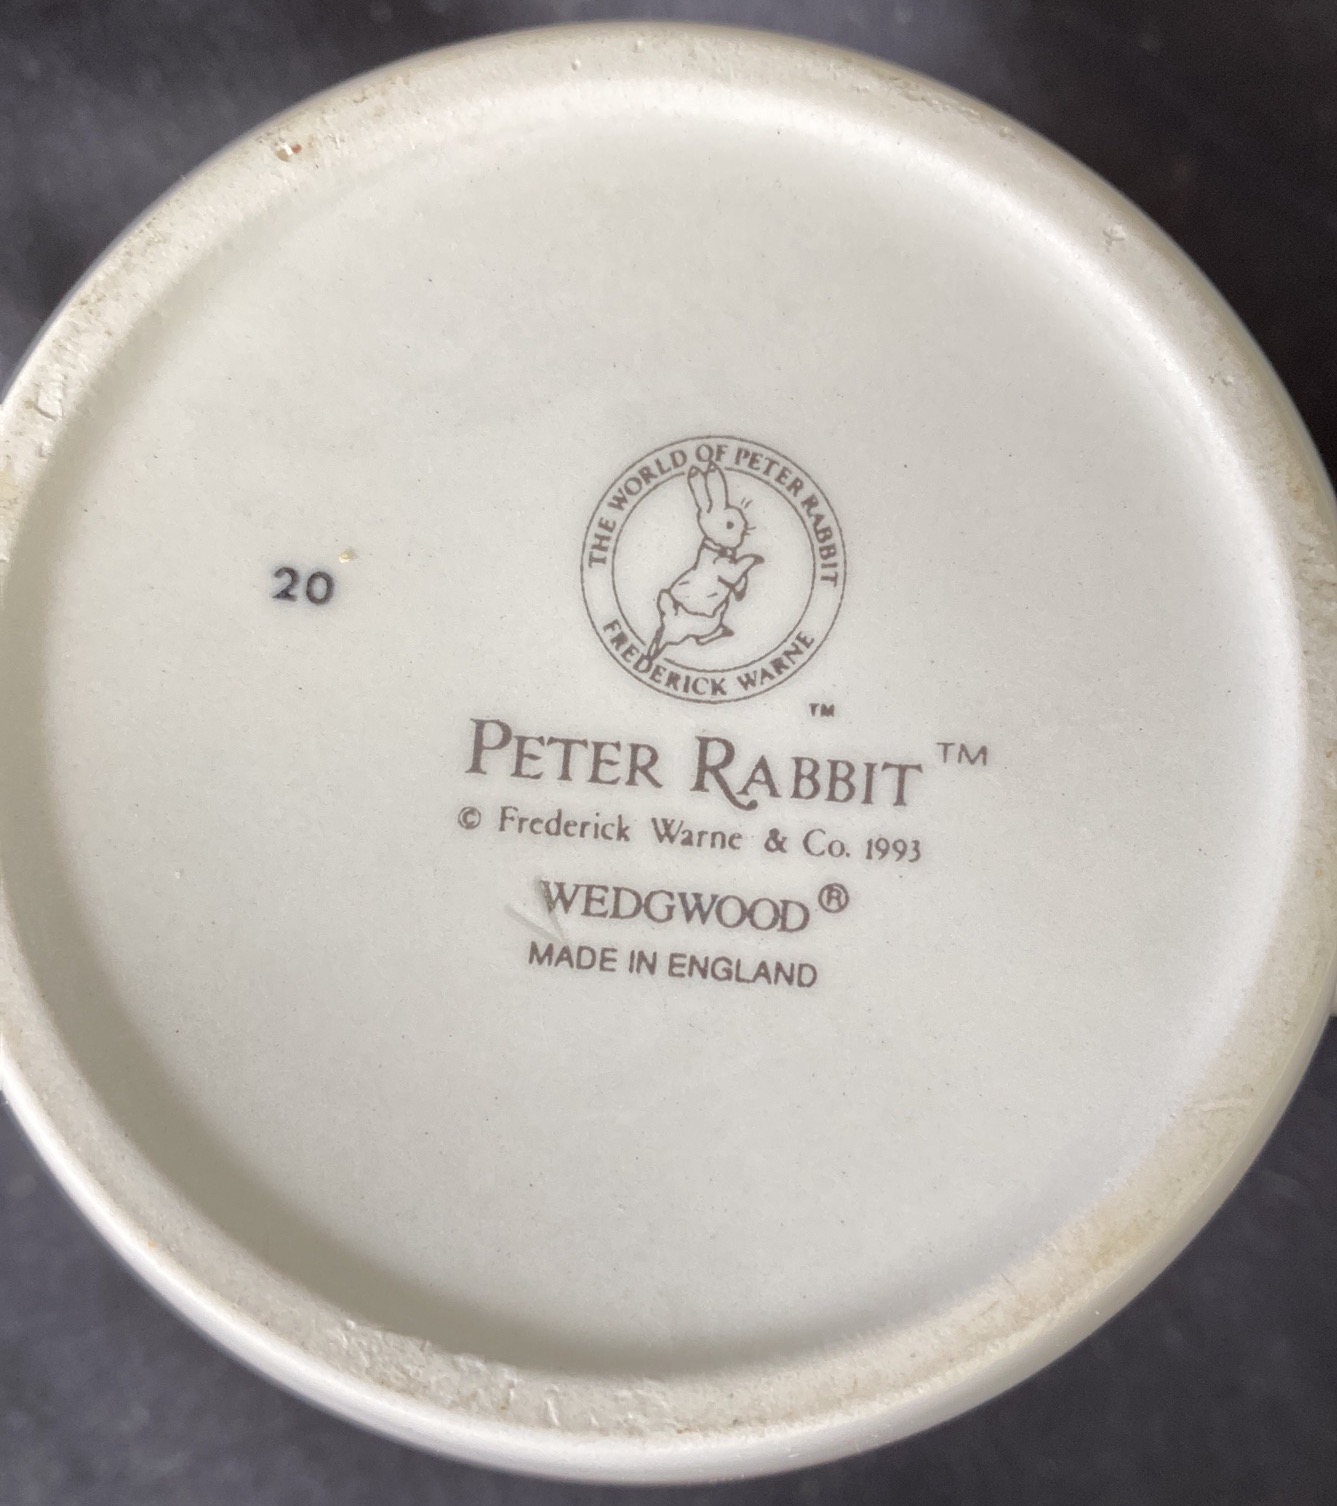 THE WORLD OF PETER RABBIT
20
FREDERICK WARNE
TM
PETER RABBIT TM
© Frederick Warne & Co. 1993
WEDGWOOD®
MADE IN ENGLAND